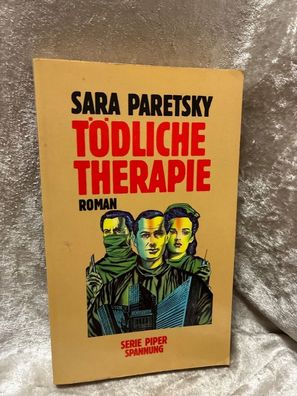 SARA PARETSKY
TÖDLICHE
THERAPIE
ROMAN
SERIE PIPER
SPANNUNG